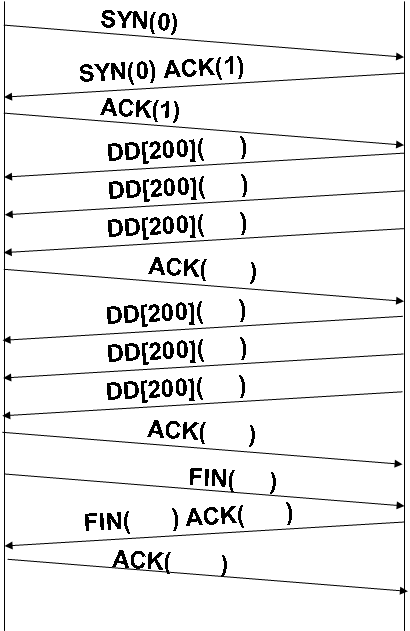 SYN(0)
SYN(0) ACK(1)
ACK(1)
DD[200]( )
DD[200]( )
DD[200]( )
ACK( )
DD[200]( )
DD[200]( )
DD[200]( )
ACK( )
FIN( )
FIN( ) ACK( )
ACK( )